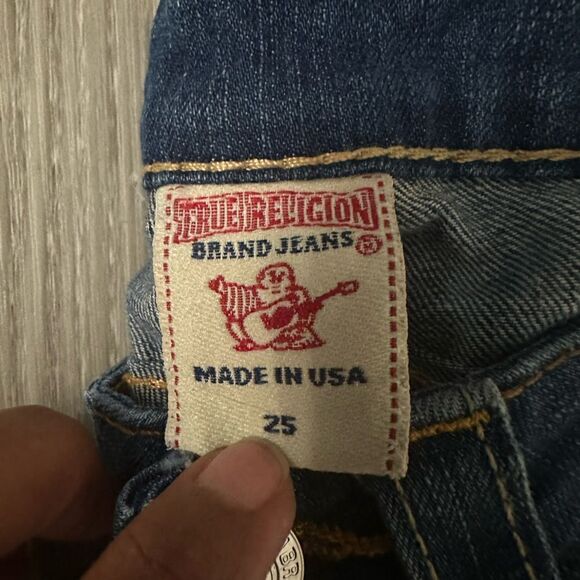 TRUE RELIGION
BRAND JEANS ®
MADE IN USA
25